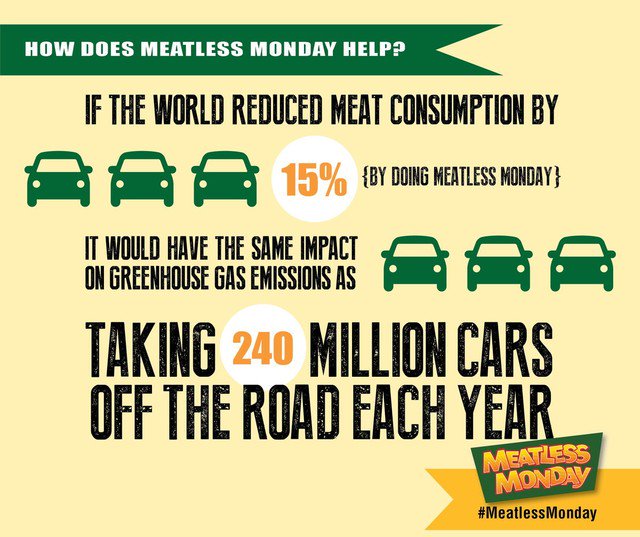 HOW DOES MEATLESS MONDAY HELP?
IF THE WORLD REDUCED MEAT CONSUMPTION BY
15% {BY DOING MEATLESS MONDAY}
IT WOULD HAVE THE SAME IMPACT
ON GREENHOUSE GAS EMISSIONS AS
TAKING 240 MILLION CARS
OFF THE ROAD EACH YEAR
MEATLESS
MONDAY
#MeatlessMonday